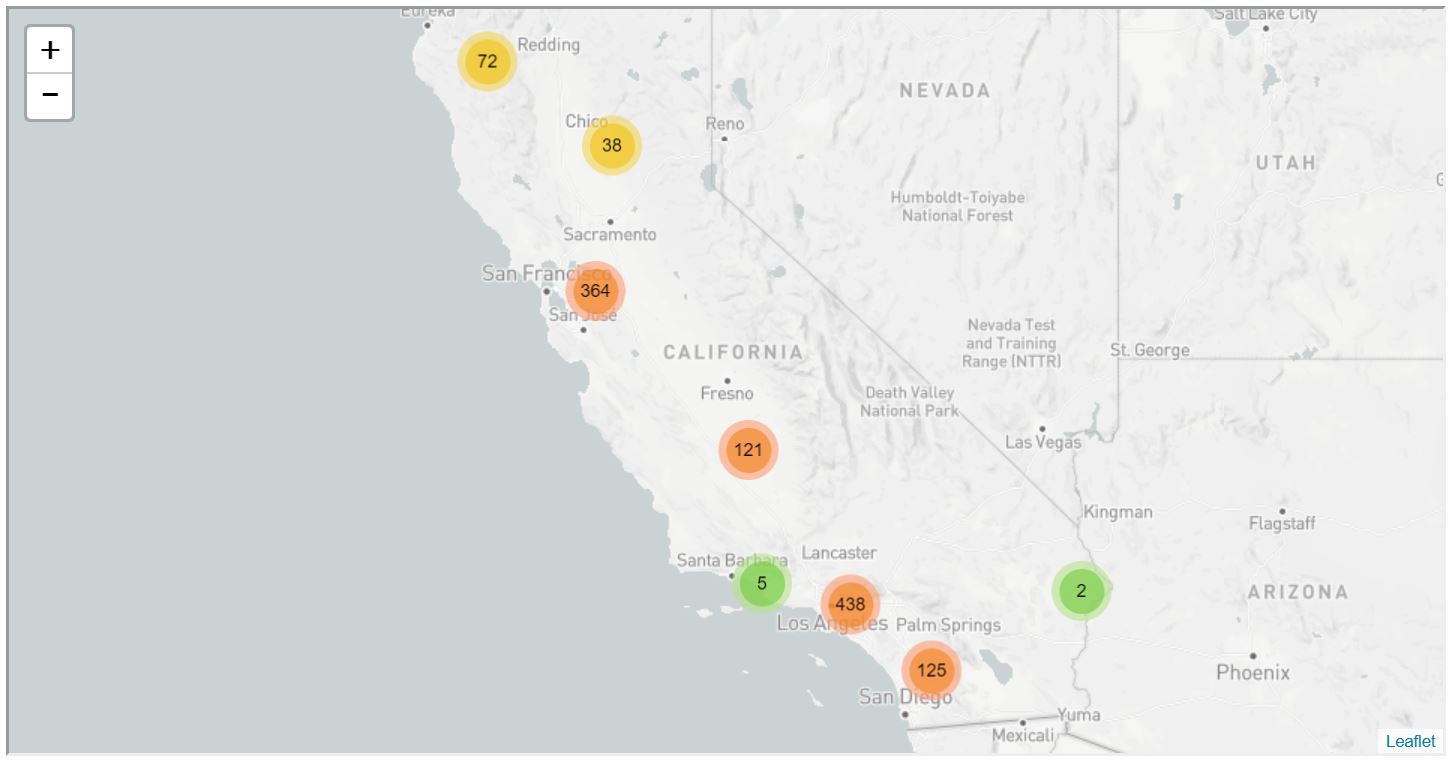 Eureka
Salt Lake City
+
−
72
Redding
NEVADA
Chico
Reno
38
UTAH
Humboldt-Toiyabe
National Forest
Sacramento
San Francisco
364
San José
Nevada Test
and Training
Range (NTTR)
CALIFORNIA
St. George
Fresno
Death Valley
National Park
Las Vegas
121
Kingman
Flagstaff
Santa Barbara
Lancaster
5
438
2
ARIZONA
Los Angeles
Palm Springs
125
Phoenix
San Diego
Yuma
Mexicali
Leaflet